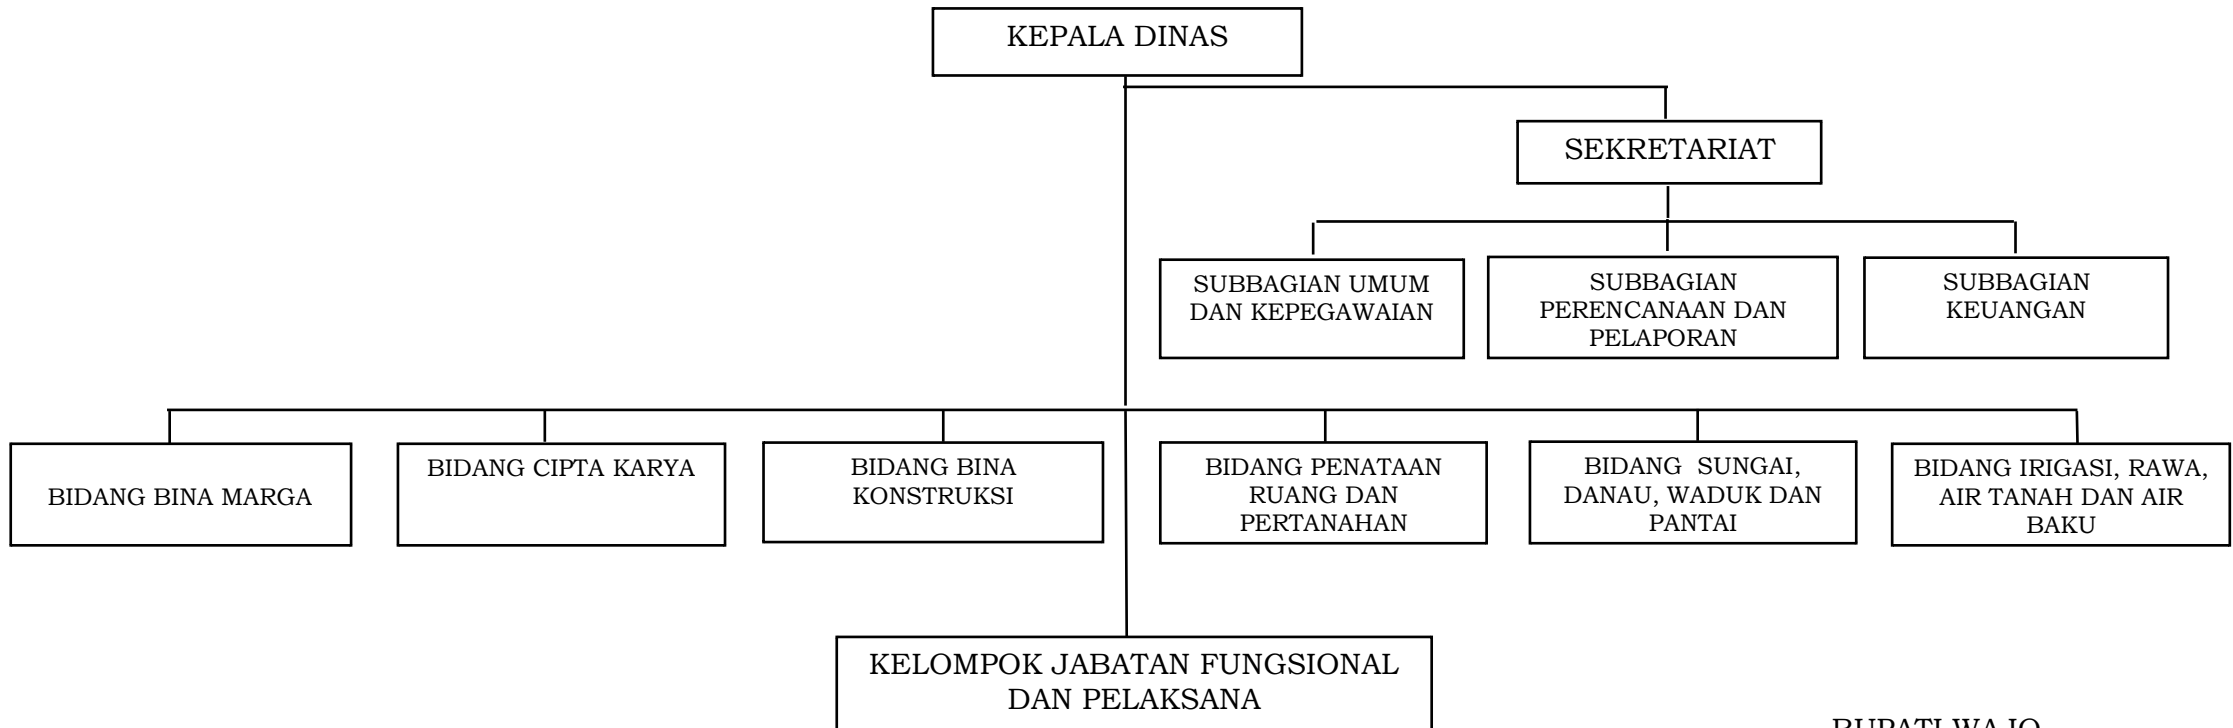 KEPALA DINAS
SEKRETARIAT
SUBBAGIAN UMUM
DAN KEPEGAWAIAN
SUBBAGIAN
PERENCANAAN DAN
PELAPORAN
SUBBAGIAN
KEUANGAN
BIDANG BINA MARGA
BIDANG CIPTA KARYA
BIDANG BINA
KONSTRUKSI
BIDANG PENATAAN
RUANG DAN
PERTANAHAN
BIDANG SUNGAI,
DANAU, WADUK DAN
PANTAI
BIDANG IRIGASI, RAWA,
AIR TANAH DAN AIR
BAKU
KELOMPOK JABATAN FUNGSIONAL
DAN PELAKSANA
BUPATI WAJO